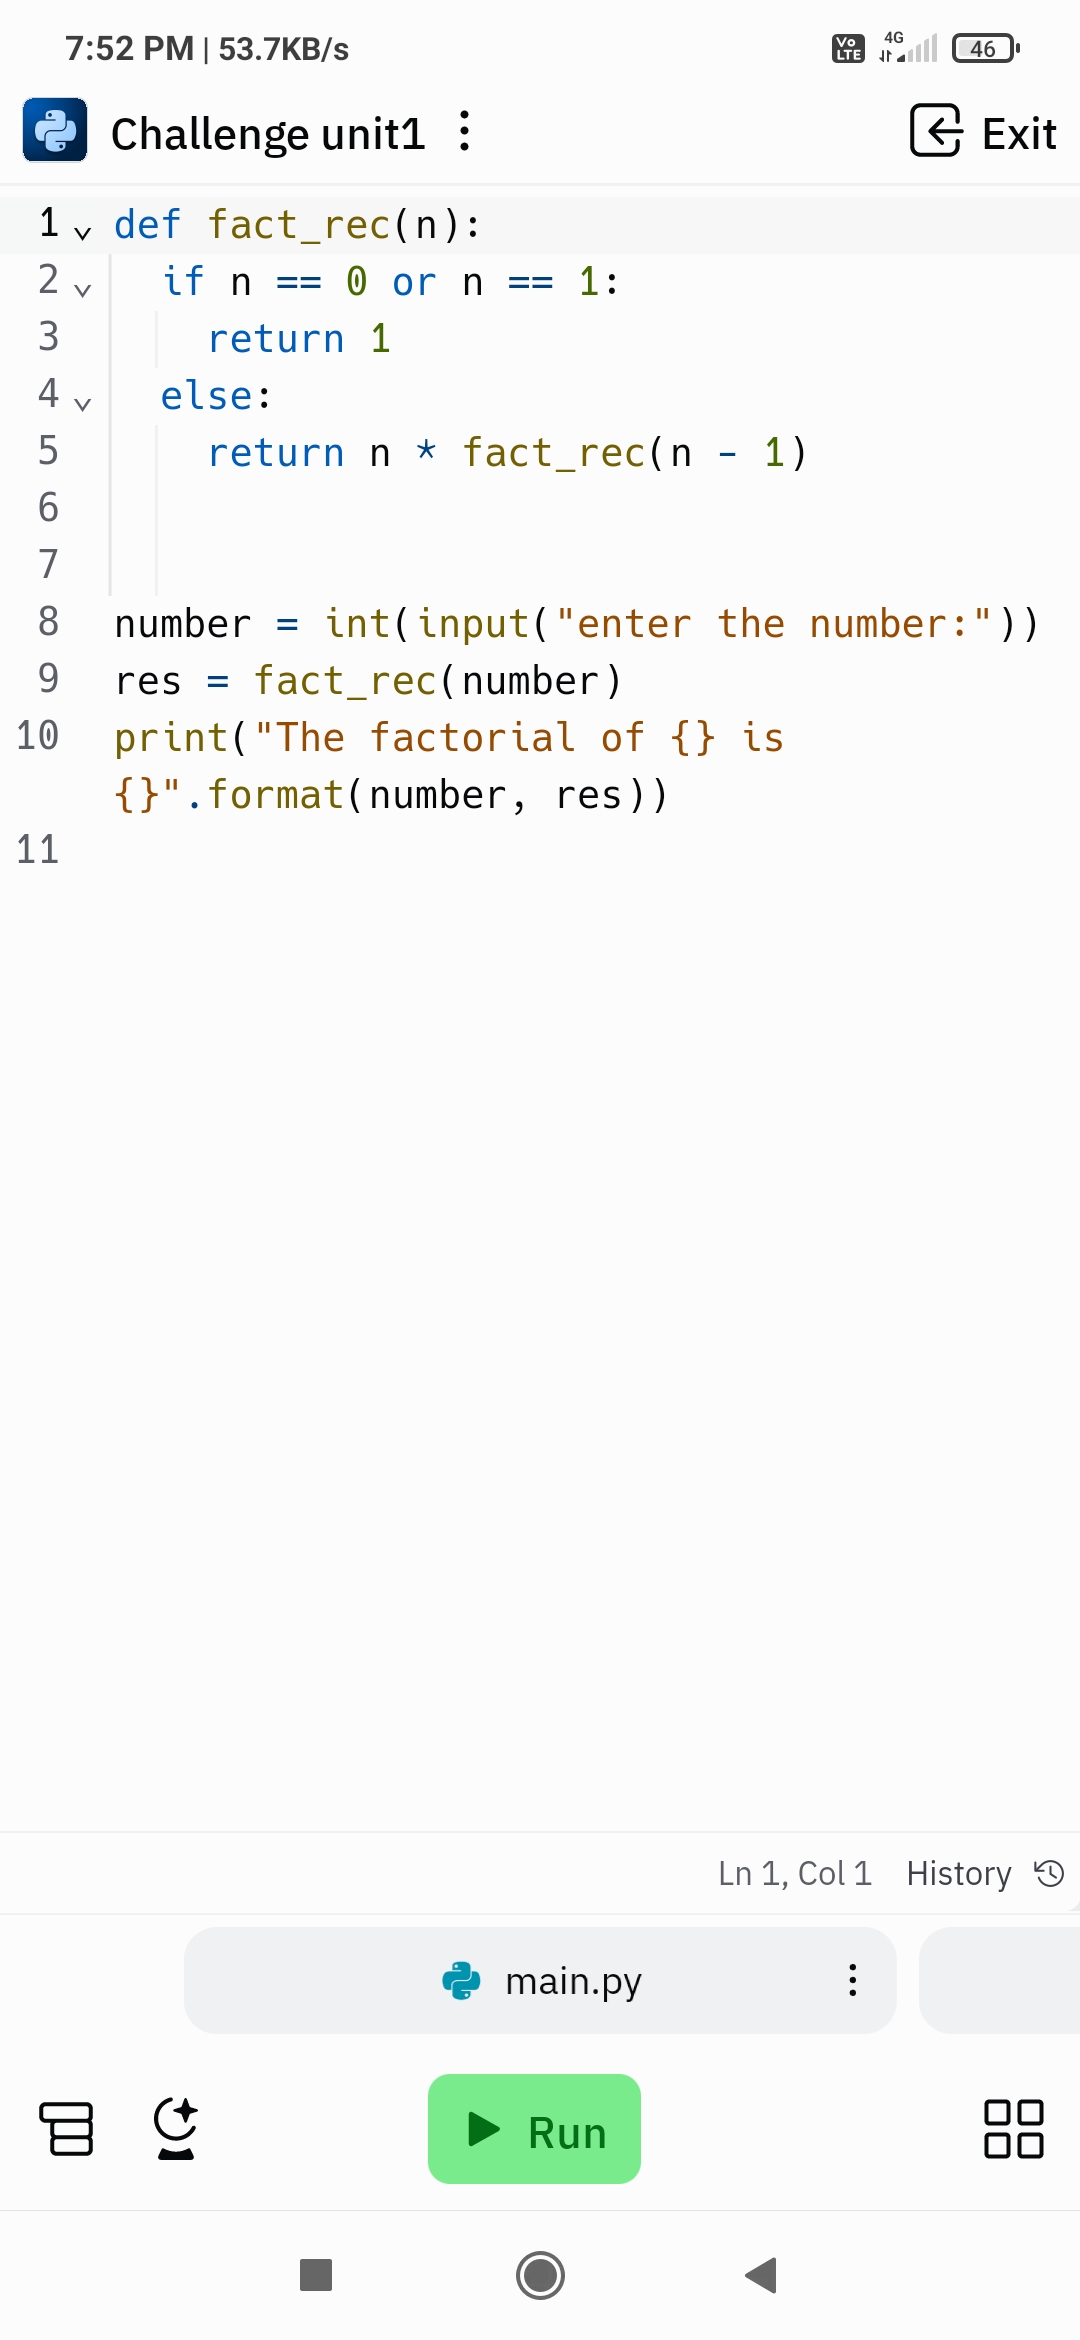 7:52 PM | 53.7KB/s Vo LTE 4G 46
Challenge unit1 Exit
1 def fact_rec(n):
2 if n == 0 or n == 1:
3 return 1
4 else:
5 return n * fact_rec(n - 1)
6
7
8 number = int(input("enter the number:"))
9 res = fact_rec(number)
10 print("The factorial of {} is
{}".format(number, res))
11
Ln 1, Col 1 History
main.py
Run